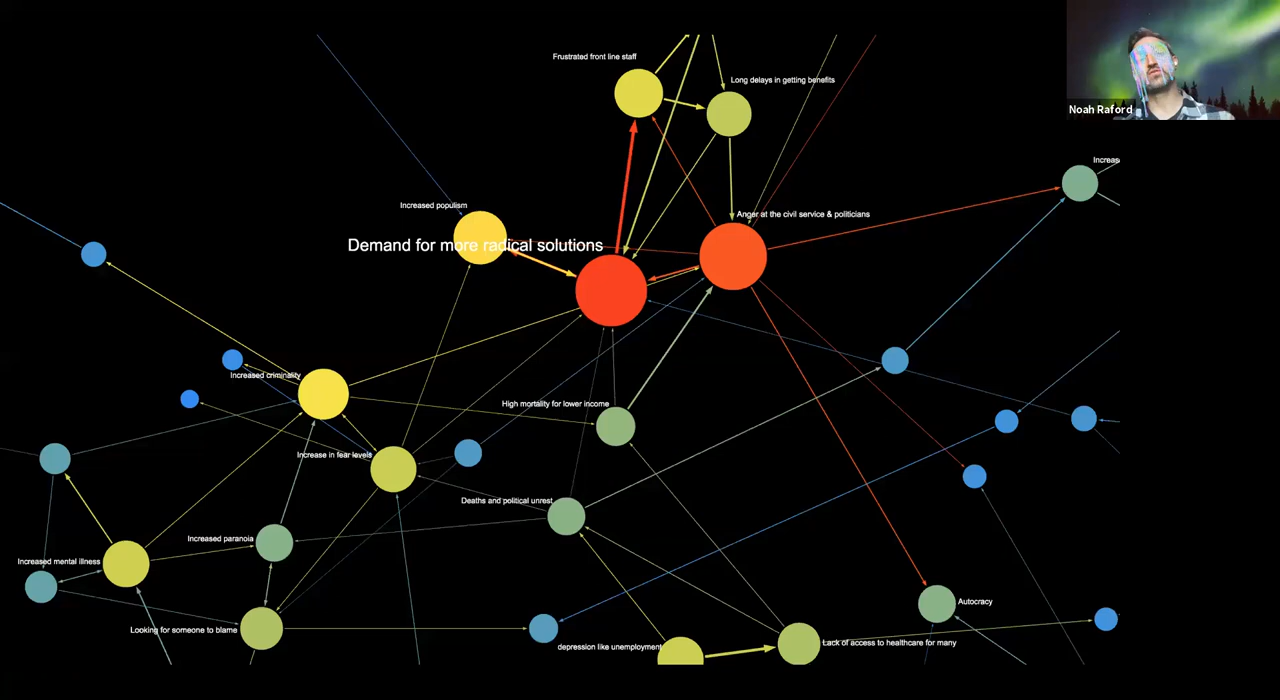 Frustrated front line staff
Long delays in getting benefits
Noah Raford
Increas
Increased populism
Anger at the civil service & politicians
Demand for more radical solutions
Increased criminality
High mortality for lower income
Increase in fear levels
Deaths and political unrest
Increased paranoia
Increased mental illness
Autocracy
Looking for someone to blame
depression like unemployment
Lack of access to healthcare for many